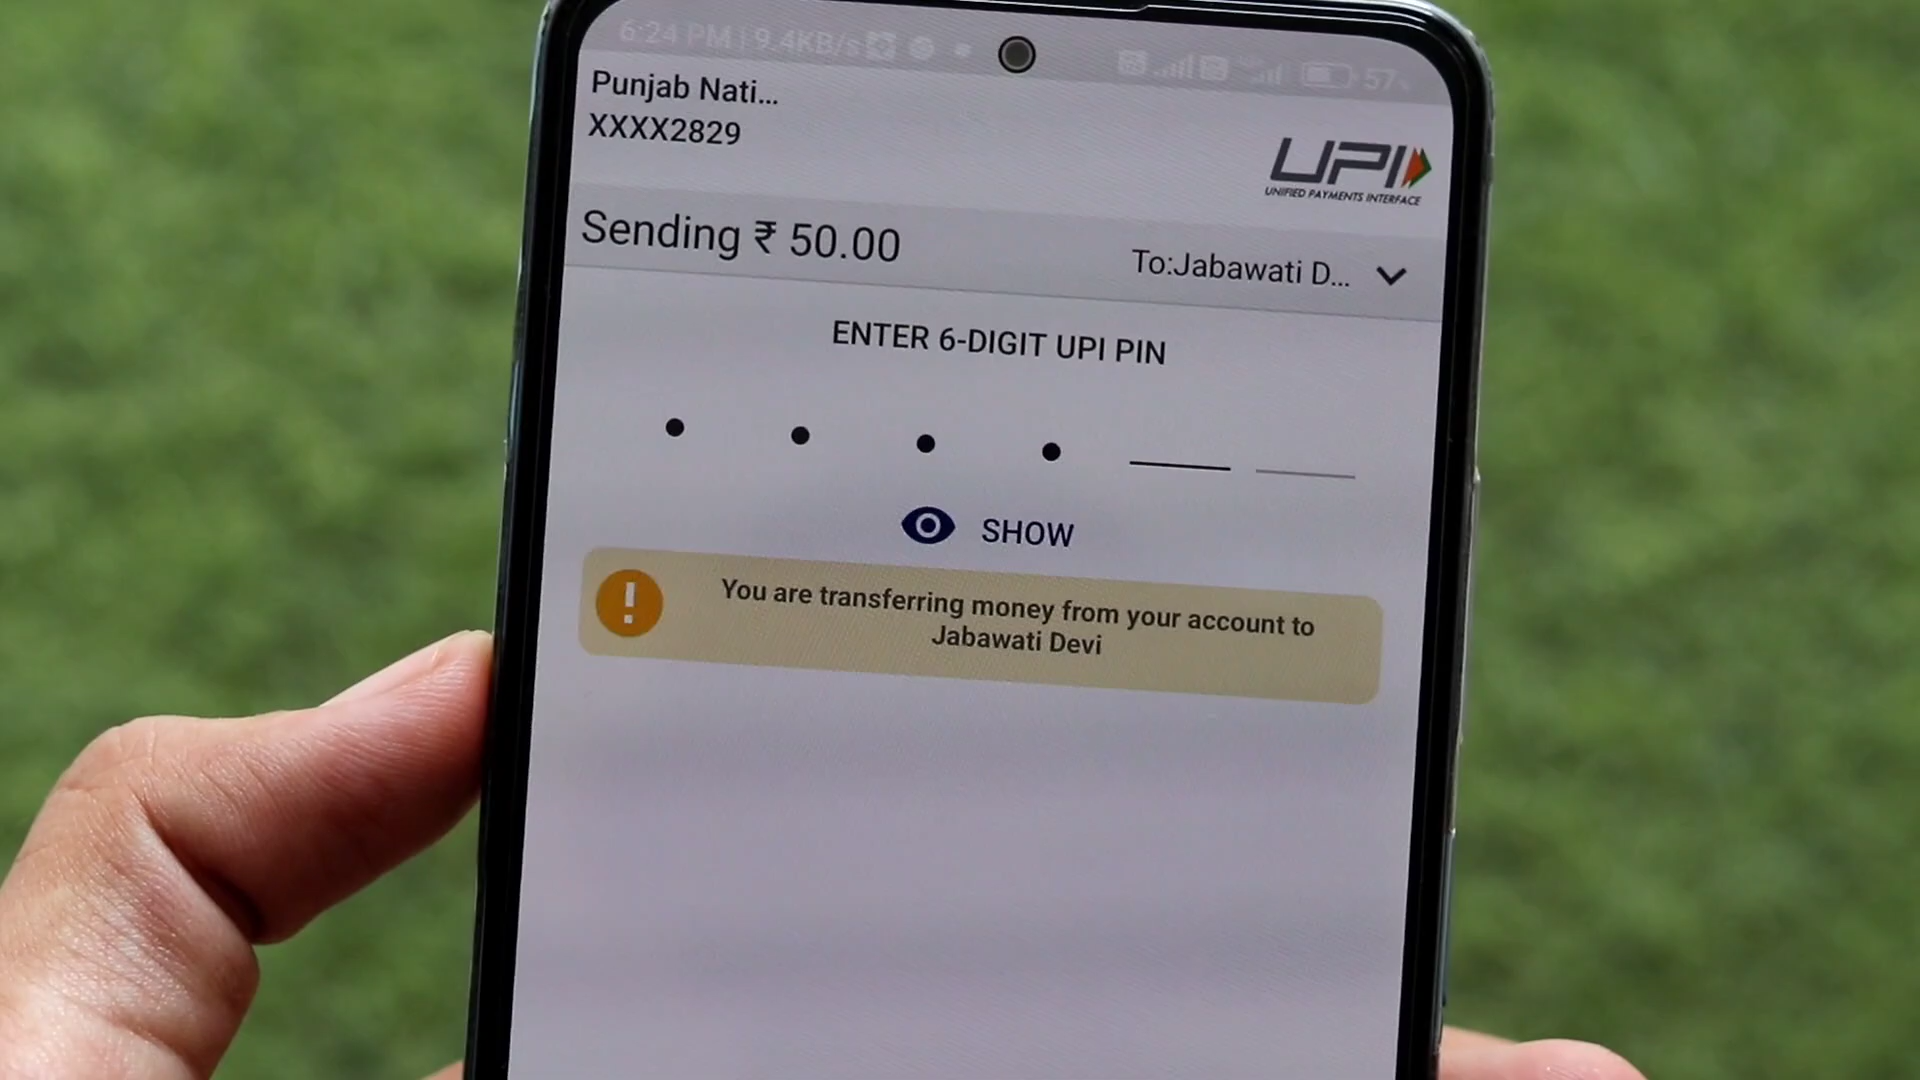 6:24 PM | 9.4KB/s 57%
Punjab Nati...
XXXX2829
UPI
UNIFIED PAYMENTS INTERFACE
Sending ₹ 50.00
To:Jabawati D...
ENTER 6-DIGIT UPI PIN
SHOW
You are transferring money from your account to
Jabawati Devi